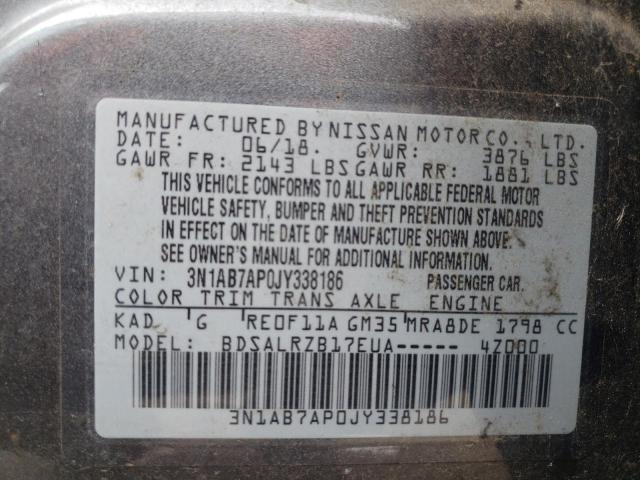 MANUFACTURED BY NISSAN MOTOR CO., LTD.
DATE: 06/18. GVWR: 3876 LBS
GAWR FR: 2143 LBS GAWR RR: 1881 LBS
THIS VEHICLE CONFORMS TO ALL APPLICABLE FEDERAL MOTOR
VEHICLE SAFETY, BUMPER AND THEFT PREVENTION STANDARDS
IN EFFECT ON THE DATE OF MANUFACTURE SHOWN ABOVE.
SEE OWNER'S MANUAL FOR ADDITIONAL INFORMATION.
VIN: 3N1AB7AP0JY338186 PASSENGER CAR.
COLOR TRIM TRANS AXLE ENGINE
KAD G RE0F11A GM35 MRA8DE 1798 CC
MODEL: BDSALRZB17EUA----- 4Z000
3N1AB7AP0JY338186